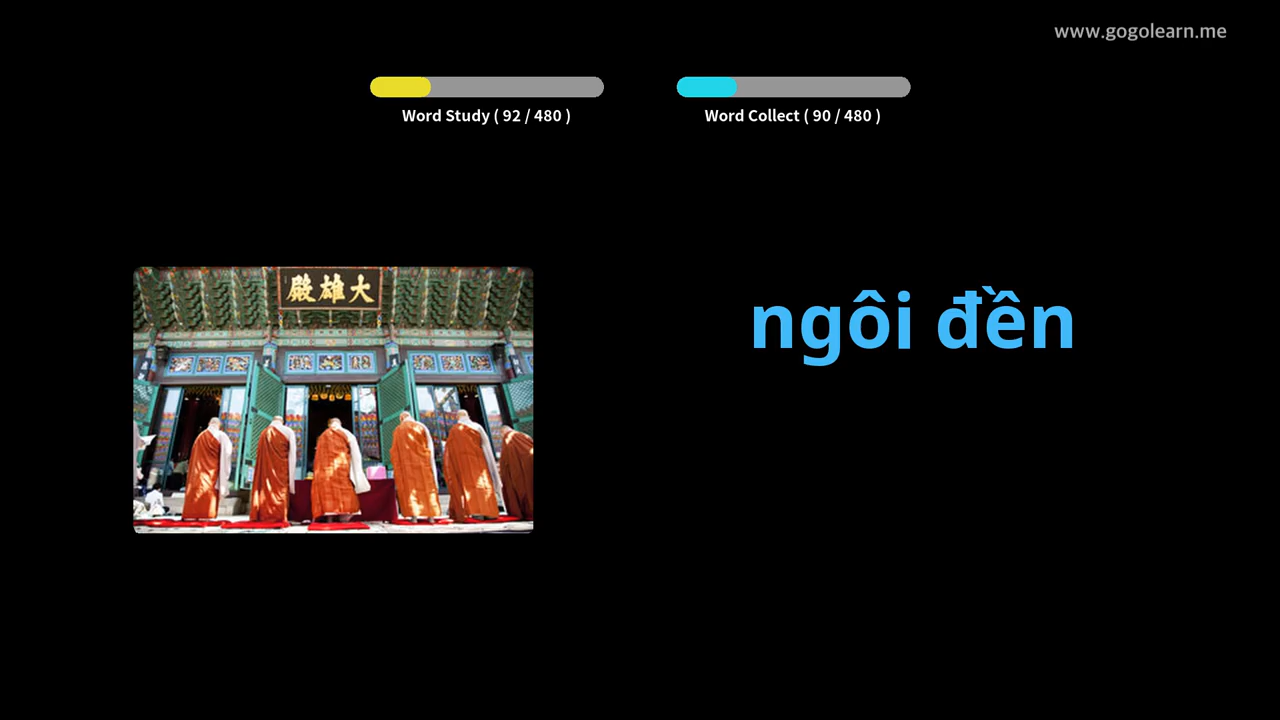 www.gogolearn.me
Word Study ( 92 / 480 )
Word Collect ( 90 / 480 )
殿雄大
ngôi đền